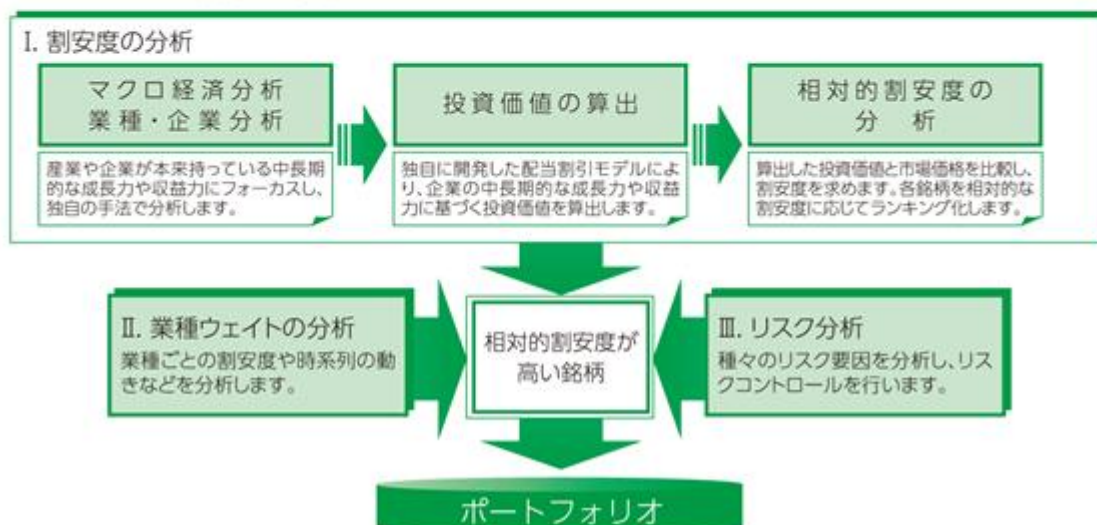 I. 割安度の分析
マクロ経済分析
業種・企業分析
産業や企業が本来持っている中長期
的な成長力や収益力にフォーカスし、
独自の手法で分析します。
投資価値の算出
独自に開発した配当割引モデルによ
り、企業の中長期的な成長力や収益
力に基づく投資価値を算出します。
相対的割安度の
分 析
算出した投資価値と市場価格を比較し、
割安度を求めます。各銘柄を相対的な
割安度に応じてランキング化します。
Ⅱ. 業種ウェイトの分析
業種ごとの割安度や時系列の動
きなどを分析します。
相対的割安度が
高い銘柄
Ⅲ. リスク分析
種々のリスク要因を分析し、リス
クコントロールを行います。
ポートフォリオ